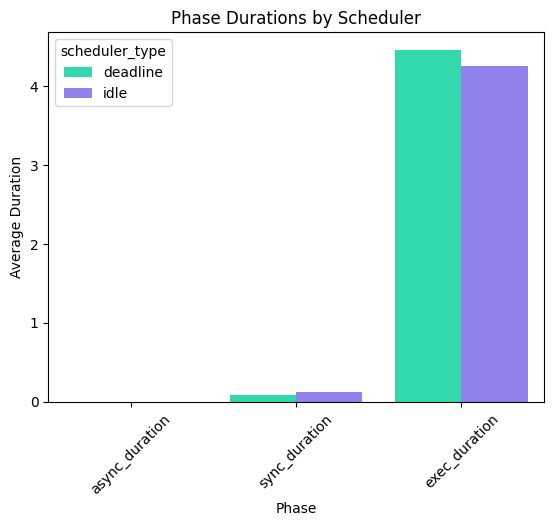 Phase Durations by Scheduler
scheduler_type
deadline
idle
Average Duration
4
3
2
1
0
async_duration
sync_duration
exec_duration
Phase